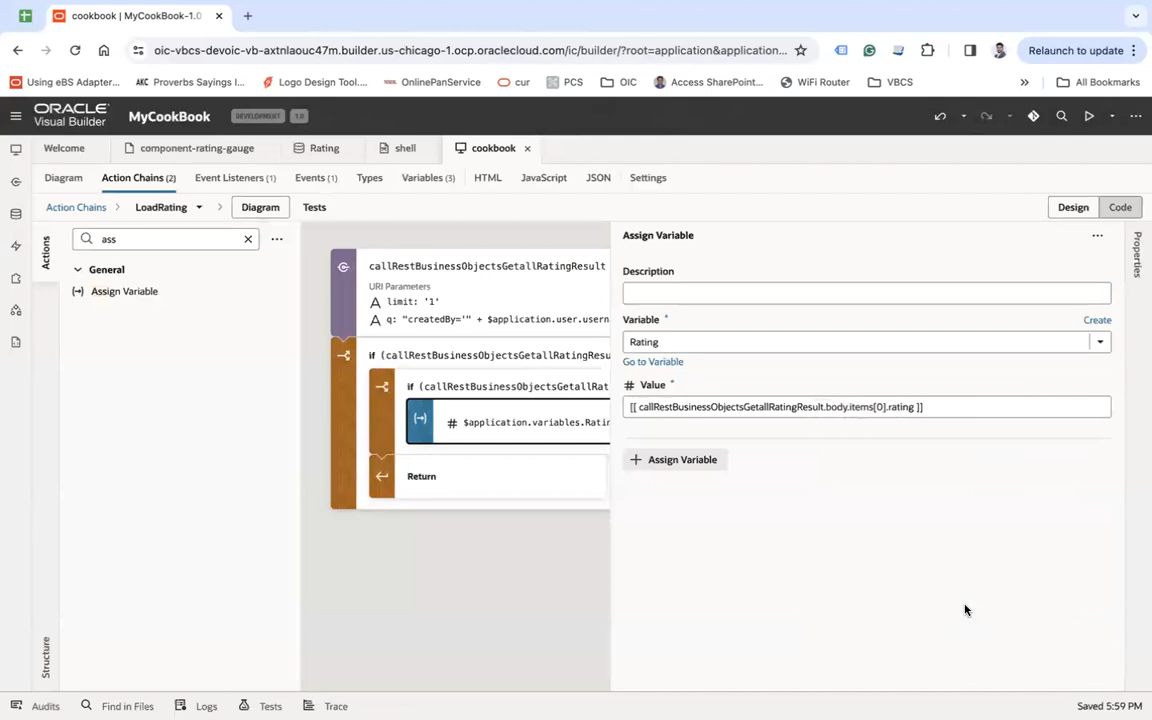 cookbook | MyCookBook-1.0
oic-vbcs-devoic-vb-axtnlaouc47m.builder.us-chicago-1.ocp.oraclecloud.com/ic/builder/?root=application&application...
Relaunch to update
Using eBS Adapter...
AKC Proverbs Sayings I...
Logo Design Tool....
OnlinePanService
cur
PCS
OIC
Access SharePoint...
WiFi Router
VBCS
All Bookmarks
ORACLE
Visual Builder
MyCookBook
DEVELOPMENT
1.0
Welcome
component-rating-gauge
Rating
shell
cookbook
Diagram
Action Chains (2)
Event Listeners (1)
Events (1)
Types
Variables (3)
HTML
JavaScript
JSON
Settings
Action Chains
LoadRating
Diagram
Tests
Design
Code
Actions
Structure
ass
General
Assign Variable
callRestBusinessObjectsGetallRatingResult
URI Parameters
limit: '1'
q: "createdBy='" + $application.user.usern
if (callRestBusinessObjectsGetallRatingResu
if (callRestBusinessObjectsGetallRat
# $application.variables.Ratin
Return
Assign Variable
Description
Variable *
Create
Rating
Go to Variable
# Value *
[[ callRestBusinessObjectsGetallRatingResult.body.items[0].rating ]]
+ Assign Variable
Properties
Audits
Find in Files
Logs
Tests
Trace
Saved 5:59 PM